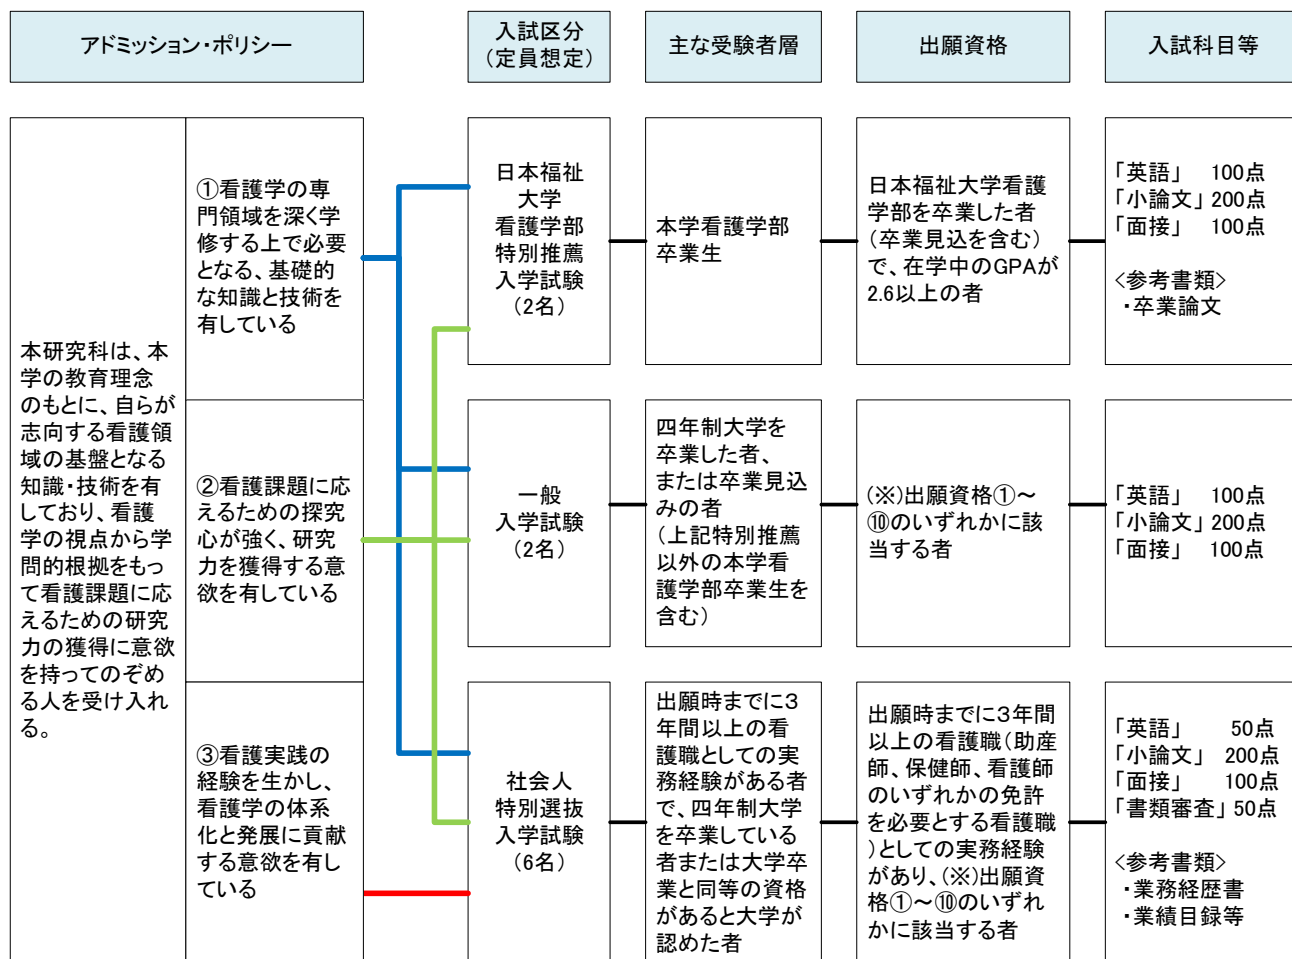 アドミッション・ポリシー
入試区分
(定員想定)
主な受験者層
出願資格
入試科目等
本研究科は、本
学の教育理念
のもとに、自らが
志向する看護領
域の基盤となる
知識・技術を有
しており、看護
学の視点から学
問的根拠をもっ
て看護課題に応
えるための研究
力の獲得に意欲
を持ってのぞめ
る人を受け入れ
る。
①看護学の専
門領域を深く学
修する上で必要
となる、基礎的
な知識と技術を
有している
②看護課題に応
えるための探究
心が強く、研究
力を獲得する意
欲を有している
③看護実践の
経験を生かし、
看護学の体系
化と発展に貢献
する意欲を有し
ている
日本福祉
大学
看護学部
特別推薦
入学試験
(2名)
本学看護学部
卒業生
日本福祉大学看護
学部を卒業した者
(卒業見込を含む)
で、在学中のGPAが
2.6以上の者
「英語」 100点
「小論文」200点
「面接」 100点
<参考書類>
・卒業論文
一般
入学試験
(2名)
四年制大学を
卒業した者、
または卒業見込
みの者
(上記特別推薦
以外の本学看
護学部卒業生を
含む)
(※)出願資格①～
⑩のいずれかに該
当する者
「英語」 100点
「小論文」200点
「面接」 100点
社会人
特別選抜
入学試験
(6名)
出願時までに3
年間以上の看
護職としての実
務経験がある者
で、四年制大学
を卒業している
者または大学卒
業と同等の資格
があると大学が
認めた者
出願時までに3年間
以上の看護職(助産
師、保健師、看護師
のいずれかの免許
を必要とする看護職
)としての実務経験
があり、(※)出願資
格①～⑩のいずれ
かに該当する者
「英語」 50点
「小論文」 200点
「面接」 100点
「書類審査」50点
<参考書類>
・業務経歴書
・業績目録等